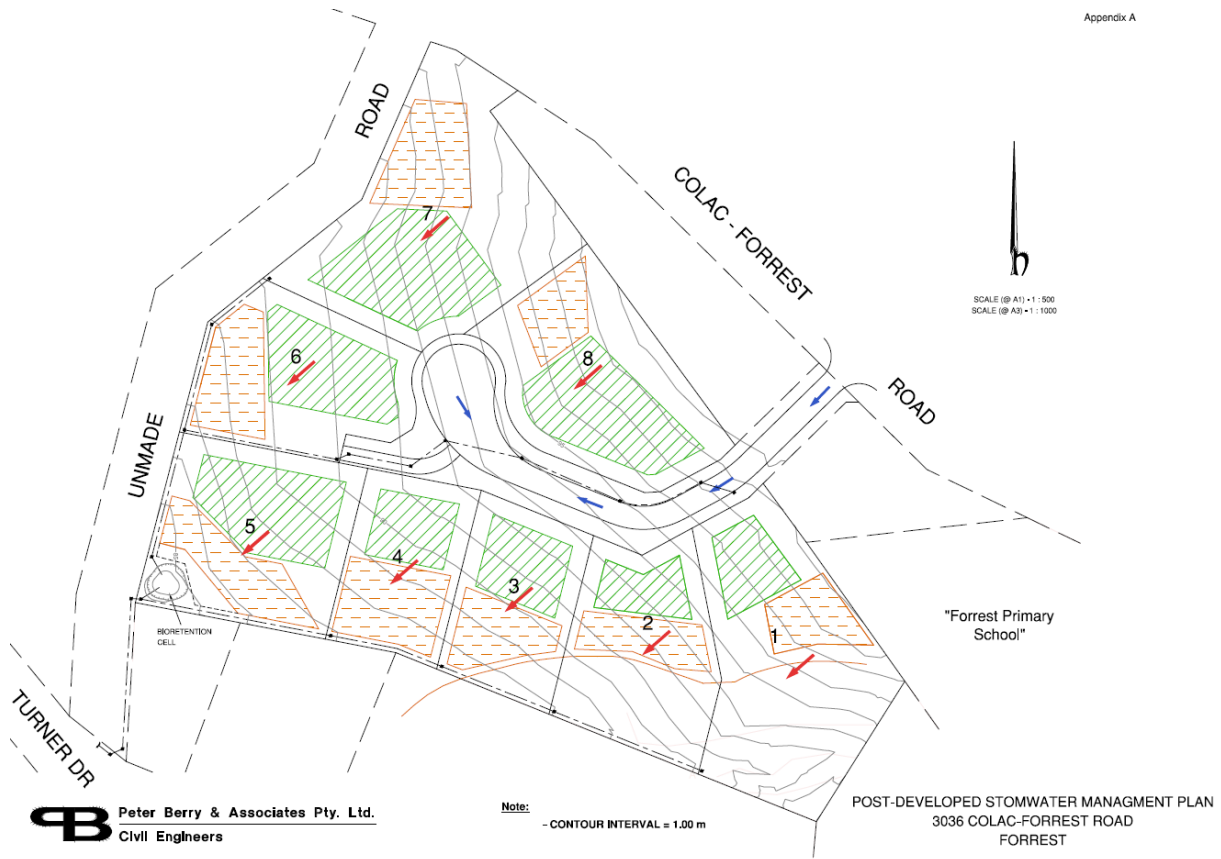 Appendix A
ROAD
COLAC - FORREST
SCALE (@ A1) - 1 : 500
SCALE (@ A3) - 1 : 1000
7
6
8
ROAD
UNMADE
5
4
3
2
1
"Forrest Primary
School"
BIORETENTION
CELL
TURNER DR
PB
Peter Berry & Associates Pty. Ltd.
Civil Engineers
Note:
- CONTOUR INTERVAL = 1.00 m
POST-DEVELOPED STOMWATER MANAGMENT PLAN
3036 COLAC-FORREST ROAD
FORREST